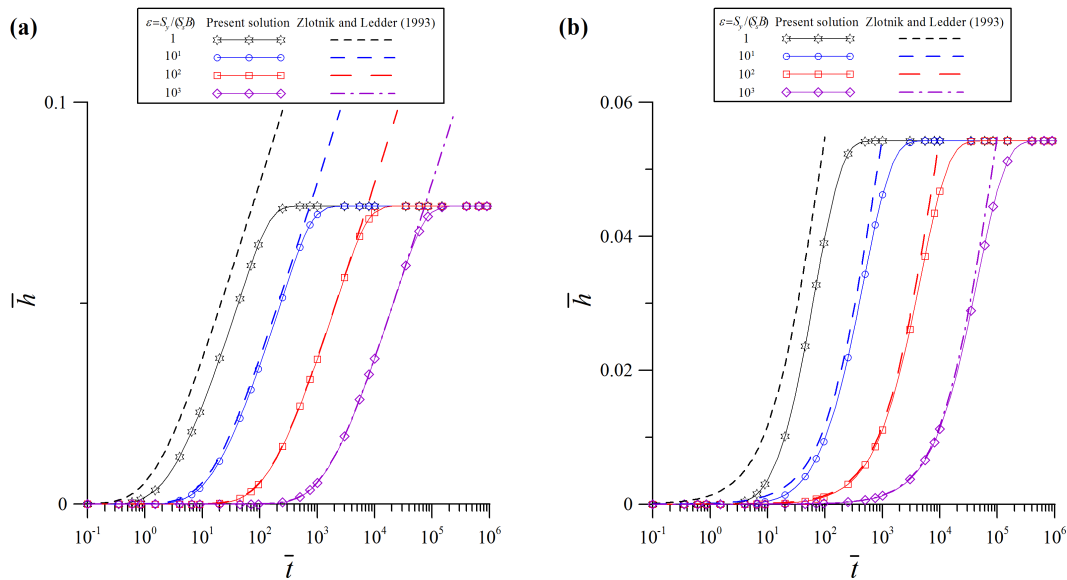 (a)
ε=Sy/(SsB) Present solution Zlotnik and Ledder (1993)
1
10¹
10²
10³
0.1
0
h̅
10⁻¹ 10⁰ 10¹ 10² 10³ 10⁴ 10⁵ 10⁶
t̅
(b)
ε=Sy/(SsB) Present solution Zlotnik and Ledder (1993)
1
10¹
10²
10³
0.06
0.04
0.02
0.00
h̅
10⁻¹ 10⁰ 10¹ 10² 10³ 10⁴ 10⁵ 10⁶
t̅